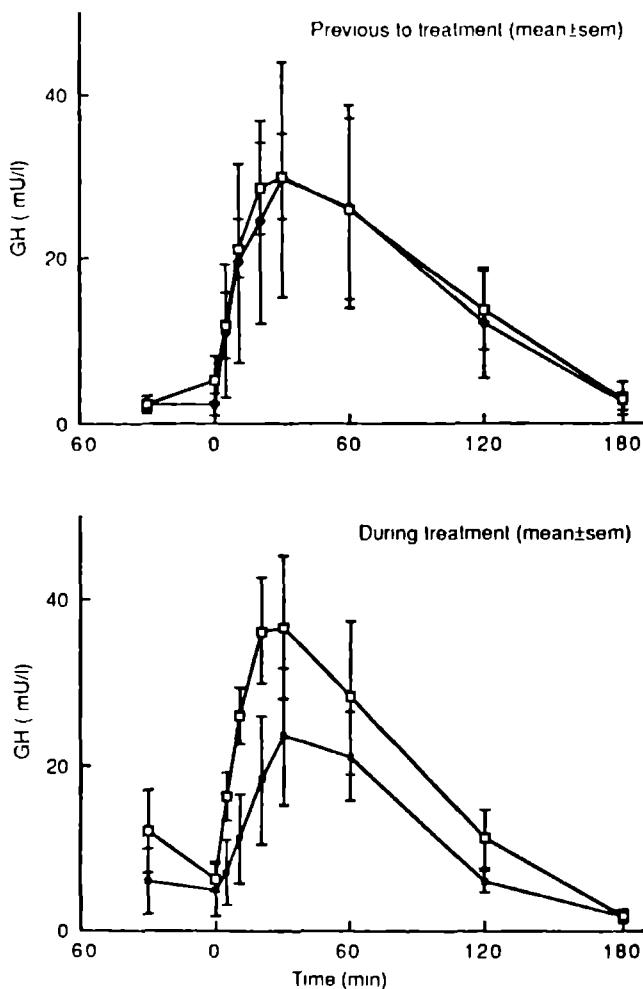 Previous to treatment (mean±sem)
40
20
0
GH ( mU/l)
60 0 60 120 180
During treatment (mean±sem)
40
20
0
GH ( mU/l)
60 0 60 120 180
Time (min)